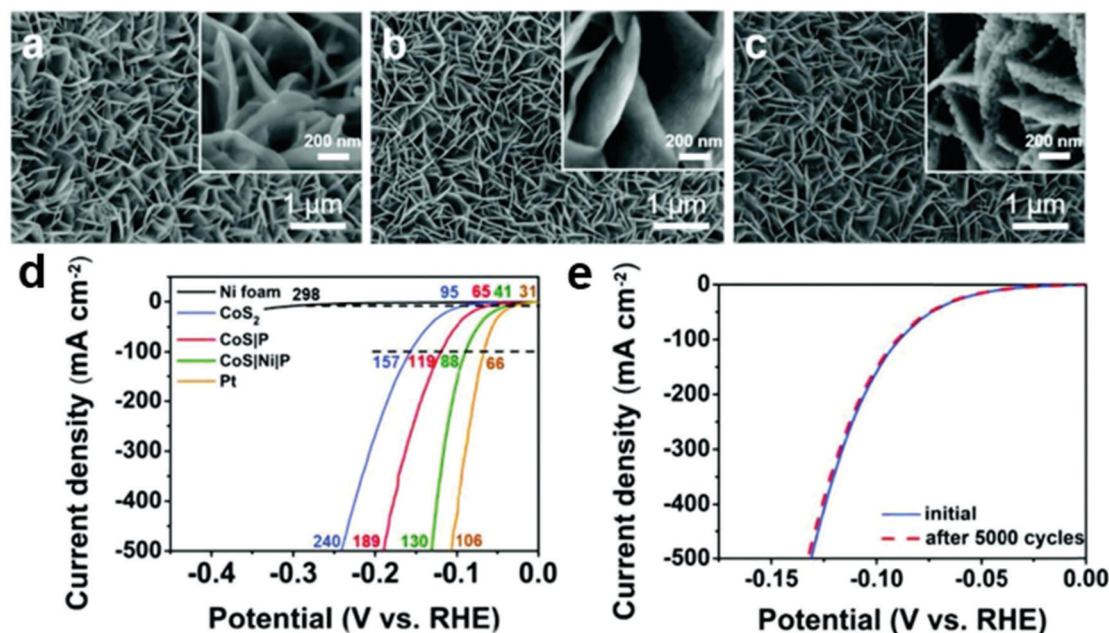 a
200 nm
1 μm
b
200 nm
1 μm
c
200 nm
1 μm
d
Current density (mA cm⁻²)
0
-100
-200
-300
-400
-500
Ni foam
CoS₂
CoS|P
CoS|Ni|P
Pt
298
95
65
41
31
157
119
88
66
240
189
130
106
-0.4
-0.3
-0.2
-0.1
0.0
Potential (V vs. RHE)
e
Current density (mA cm⁻²)
0
-100
-200
-300
-400
-500
initial
after 5000 cycles
-0.15
-0.10
-0.05
0.00
Potential (V vs. RHE)